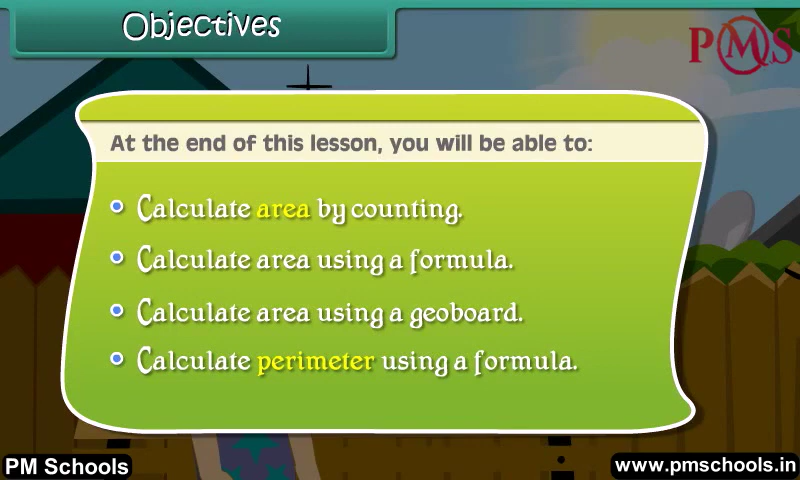 Objectives
PMS
At the end of this lesson, you will be able to:
Calculate area by counting.
Calculate area using a formula.
Calculate area using a geoboard.
Calculate perimeter using a formula.
PM Schools
www.pmschools.in